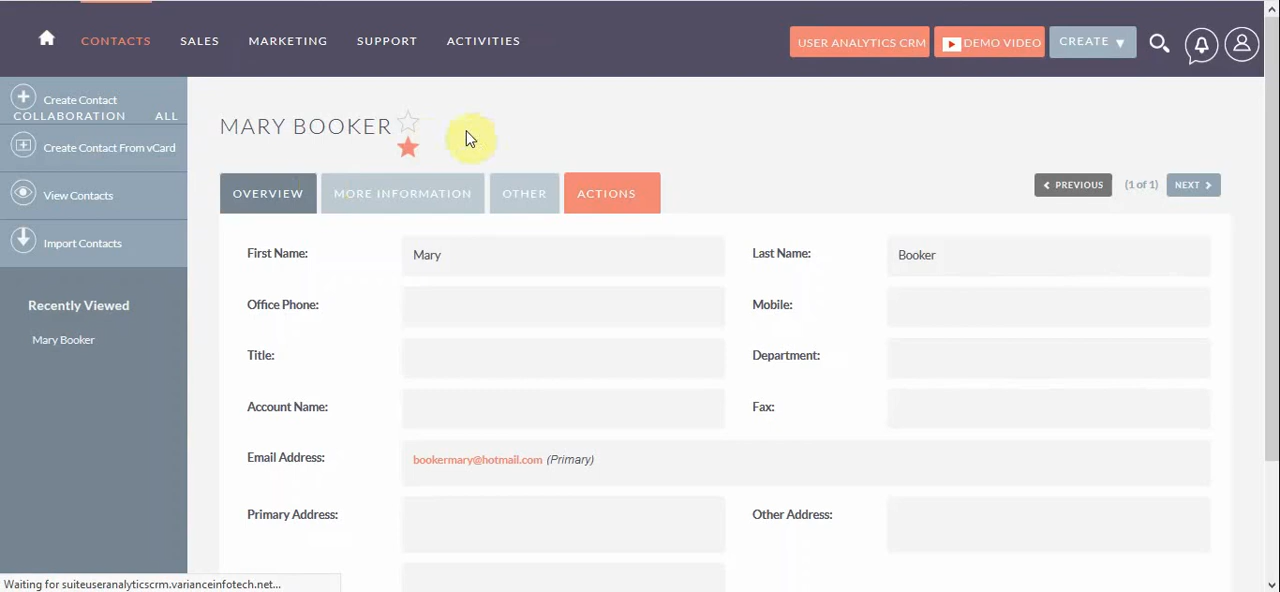 CONTACTS SALES MARKETING SUPPORT ACTIVITIES USER ANALYTICS CRM DEMO VIDEO CREATE ▼
Create Contact
COLLABORATION ALL
Create Contact From vCard
View Contacts
Import Contacts
Recently Viewed
Mary Booker
MARY BOOKER
OVERVIEW MORE INFORMATION OTHER ACTIONS PREVIOUS (1 of 1) NEXT
First Name: Mary Last Name: Booker
Office Phone: Mobile:
Title: Department:
Account Name: Fax:
Email Address: bookermary@hotmail.com (Primary)
Primary Address: Other Address:
Waiting for suiteuseranalyticscrm.varianceinfotech.net...